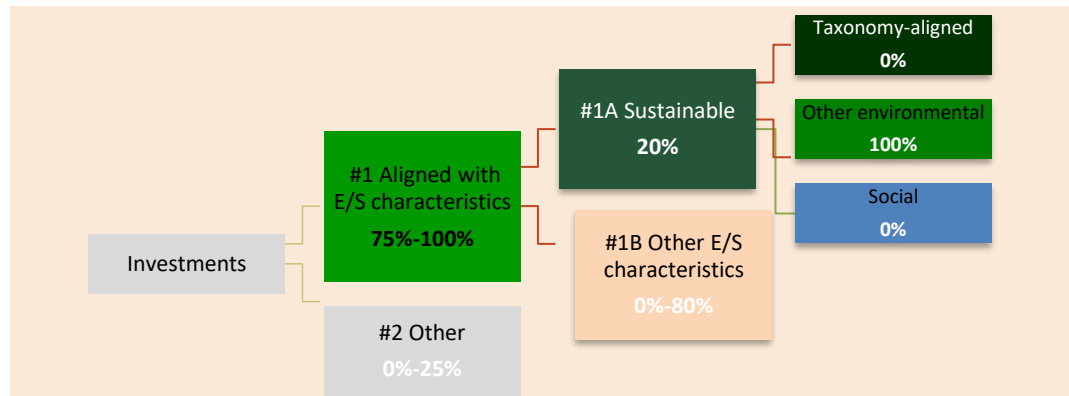 Investments
#1 Aligned with
E/S characteristics
75%-100%
#2 Other
0%-25%
#1A Sustainable
20%
#1B Other E/S
characteristics
0%-80%
Taxonomy-aligned
0%
Other environmental
100%
Social
0%